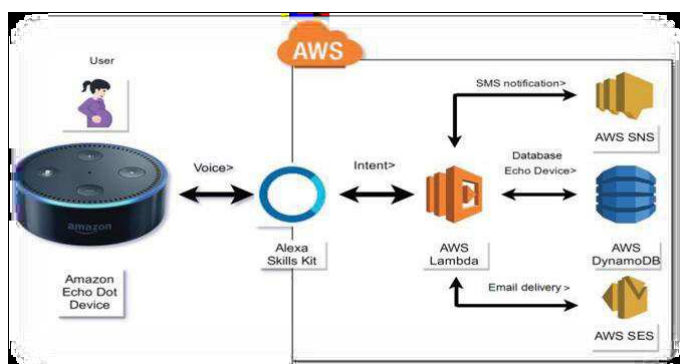 AWS
User
SMS notification>
AWS SNS
Voice>
Intent>
Database
Echo Device>
amazon
Alexa
Skills Kit
AWS
Lambda
AWS
DynamoDB
Amazon
Echo Dot
Device
Email delivery >
AWS SES